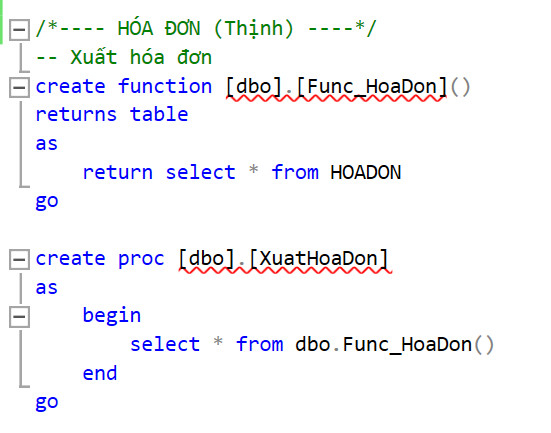 /*---- HÓA ĐƠN (Thịnh) ----*/
-- Xuất hóa đơn
create function [dbo].[Func_HoaDon]()
returns table
as
    return select * from HOADON
go

create proc [dbo].[XuatHoaDon]
as
    begin
        select * from dbo.Func_HoaDon()
    end
go